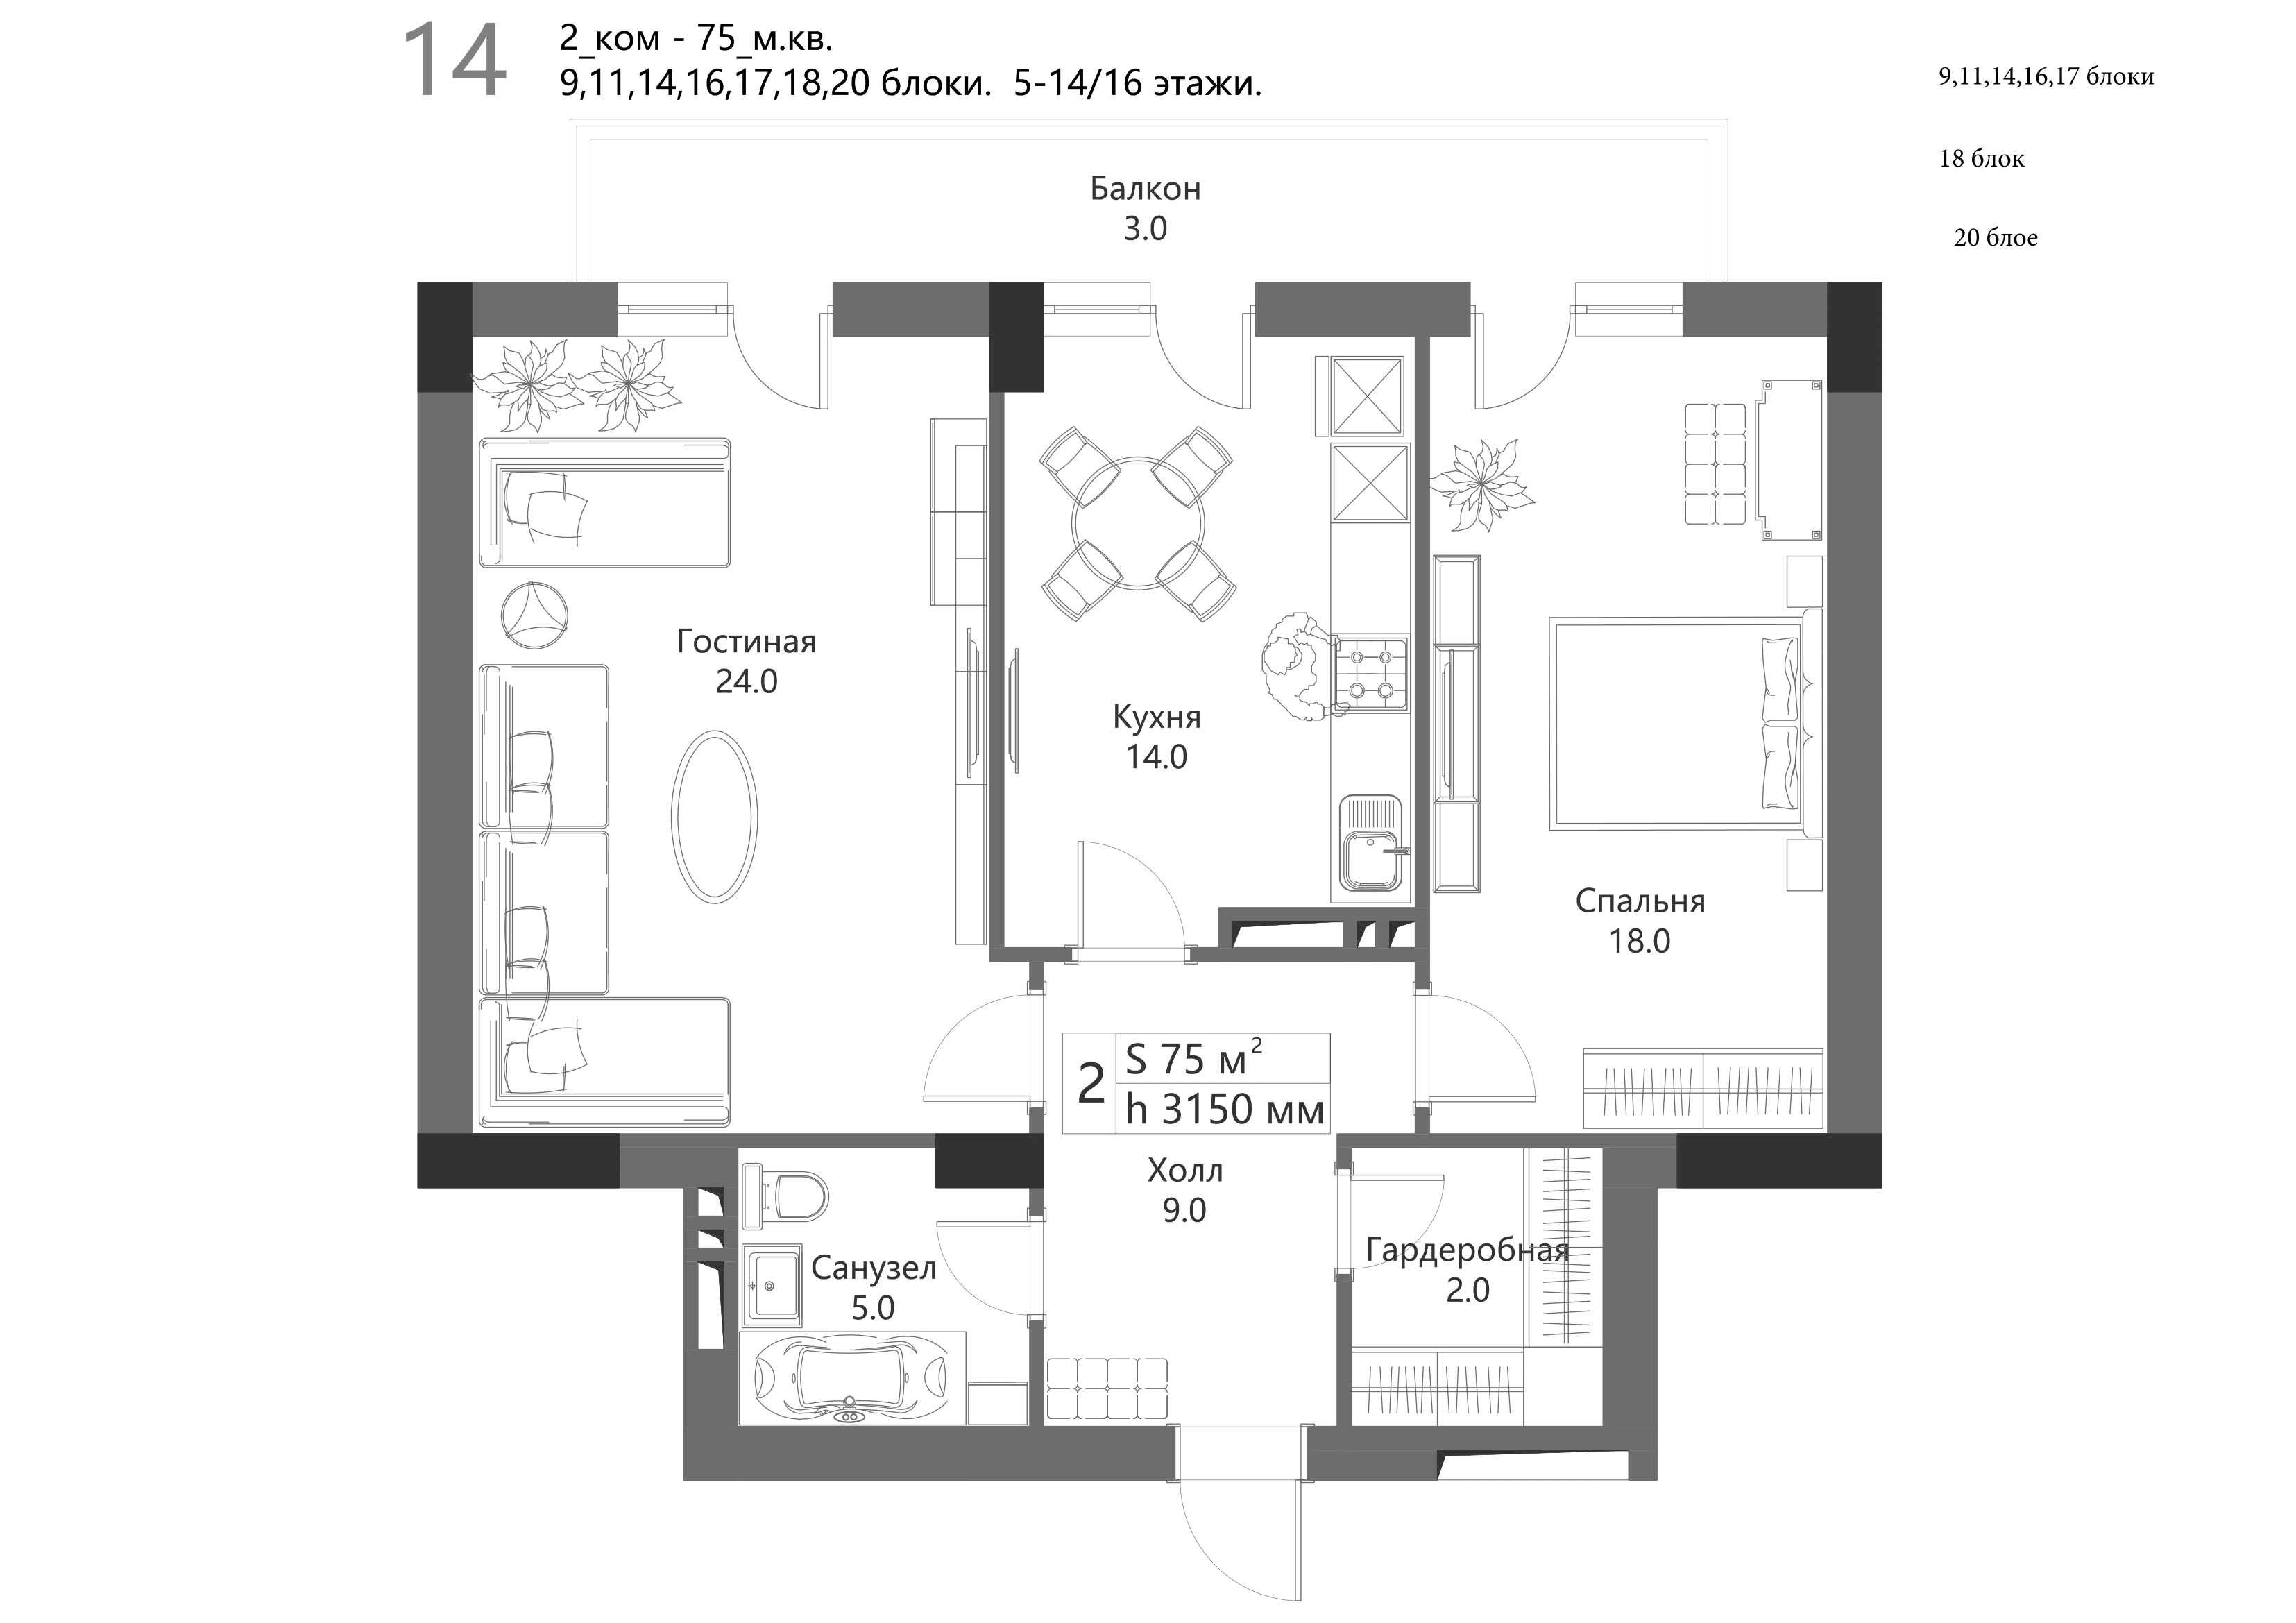 14
2_ком - 75_м.кв.
9,11,14,16,17,18,20 блоки. 5-14/16 этажи.
9,11,14,16,17 блоки
18 блок
20 блое
Балкон
3.0
Гостиная
24.0
Кухня
14.0
Спальня
18.0
2
S 75 м²
h 3150 мм
Холл
9.0
Гардеробная
2.0
Санузел
5.0